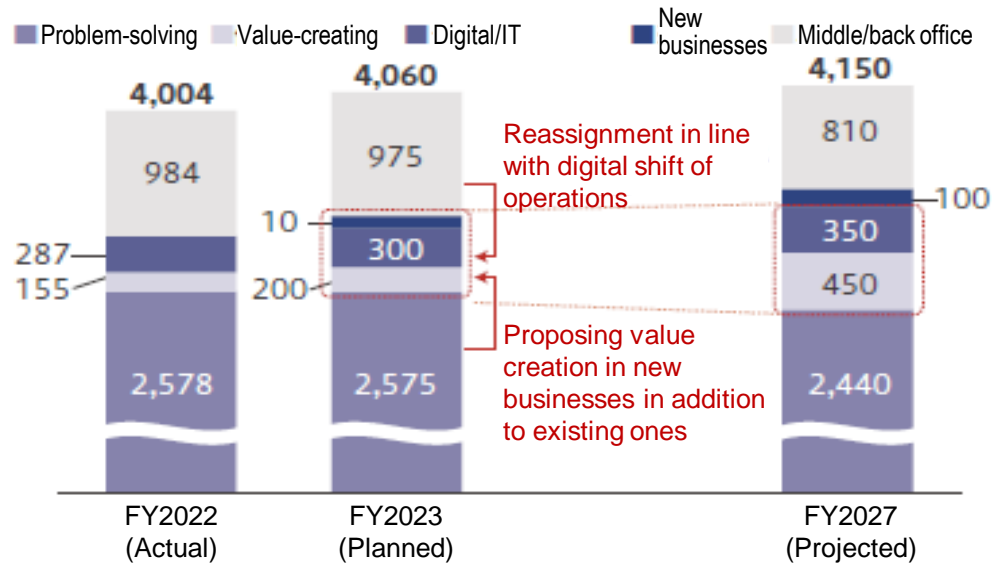 Problem-solving Value-creating Digital/IT New businesses Middle/back office
4,004
4,060
4,150
984
287
155
2,578
975
10
300
200
2,575
810
100
350
450
2,440
Reassignment in line
with digital shift of
operations
Proposing value
creation in new
businesses in addition
to existing ones
FY2022
(Actual)
FY2023
(Planned)
FY2027
(Projected)